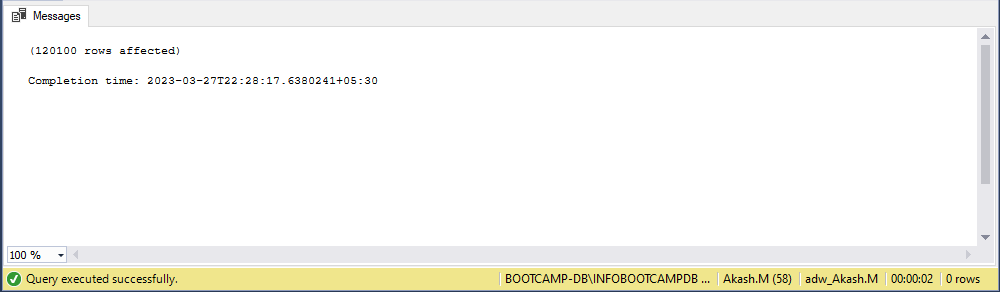 Messages
(120100 rows affected)
Completion time: 2023-03-27T22:28:17.6380241+05:30
100 %
Query executed successfully.
BOOTCAMP-DB\INFOBOOTCAMPDB ...
Akash.M (58)
adw_Akash.M
00:00:02
0 rows